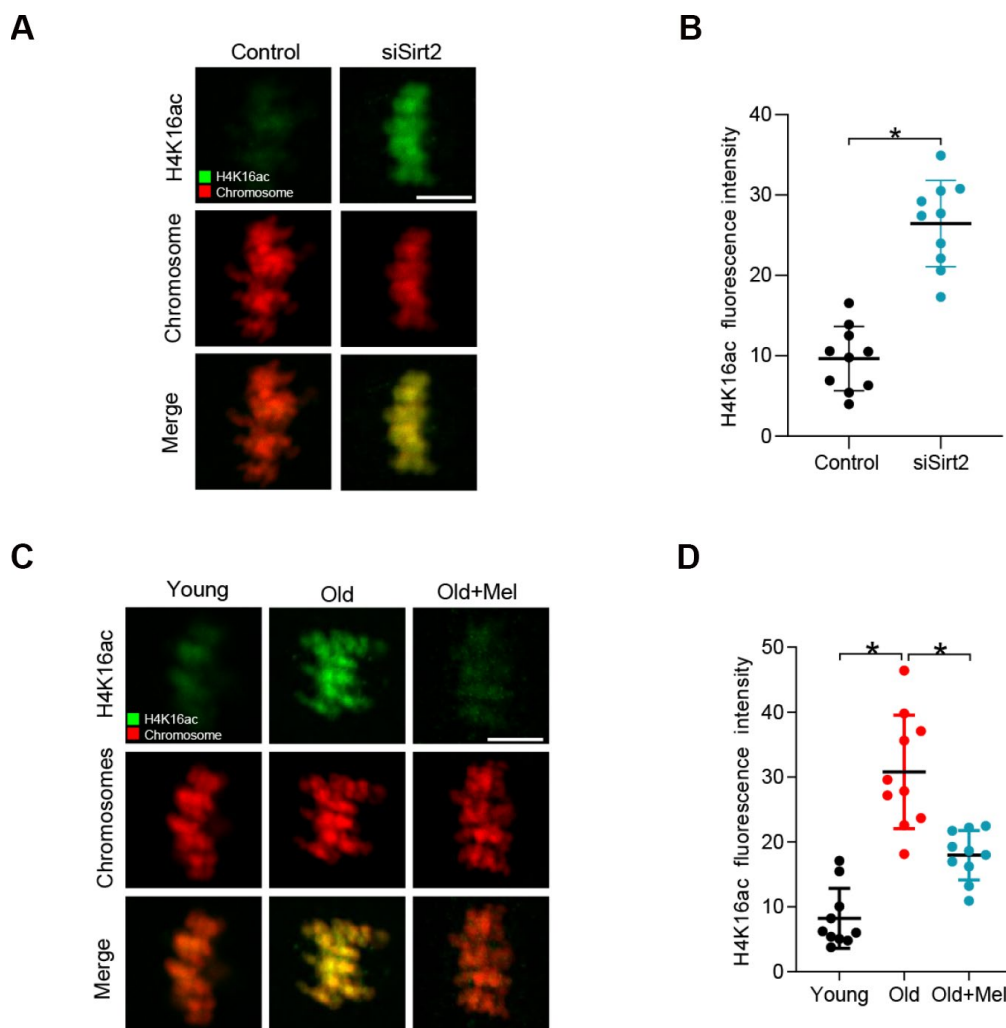 A
Control siSirt2
H4K16ac
H4K16ac
Chromosome
Chromosome
Merge
B
H4K16ac fluorescence intensity
40
30
20
10
0
*
Control siSirt2
C
Young Old Old+Mel
H4K16ac
H4K16ac
Chromosome
Chromosomes
Merge
D
H4K16ac fluorescence intensity
50
40
30
20
10
0
* *
Young Old Old+Mel